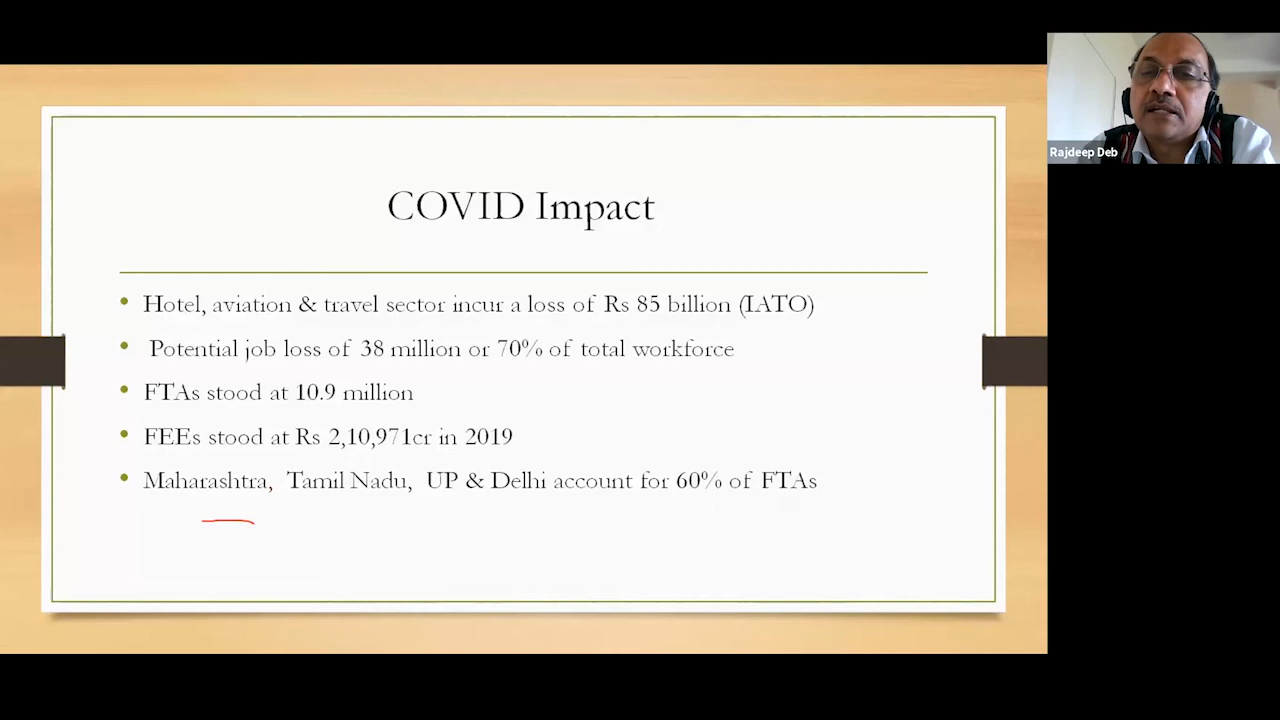 COVID Impact
• Hotel, aviation & travel sector incur a loss of Rs 85 billion (IATO)
• Potential job loss of 38 million or 70% of total workforce
• FTAs stood at 10.9 million
• FEEs stood at Rs 2,10,971cr in 2019
• Maharashtra, Tamil Nadu, UP & Delhi account for 60% of FTAs
Rajdeep Deb